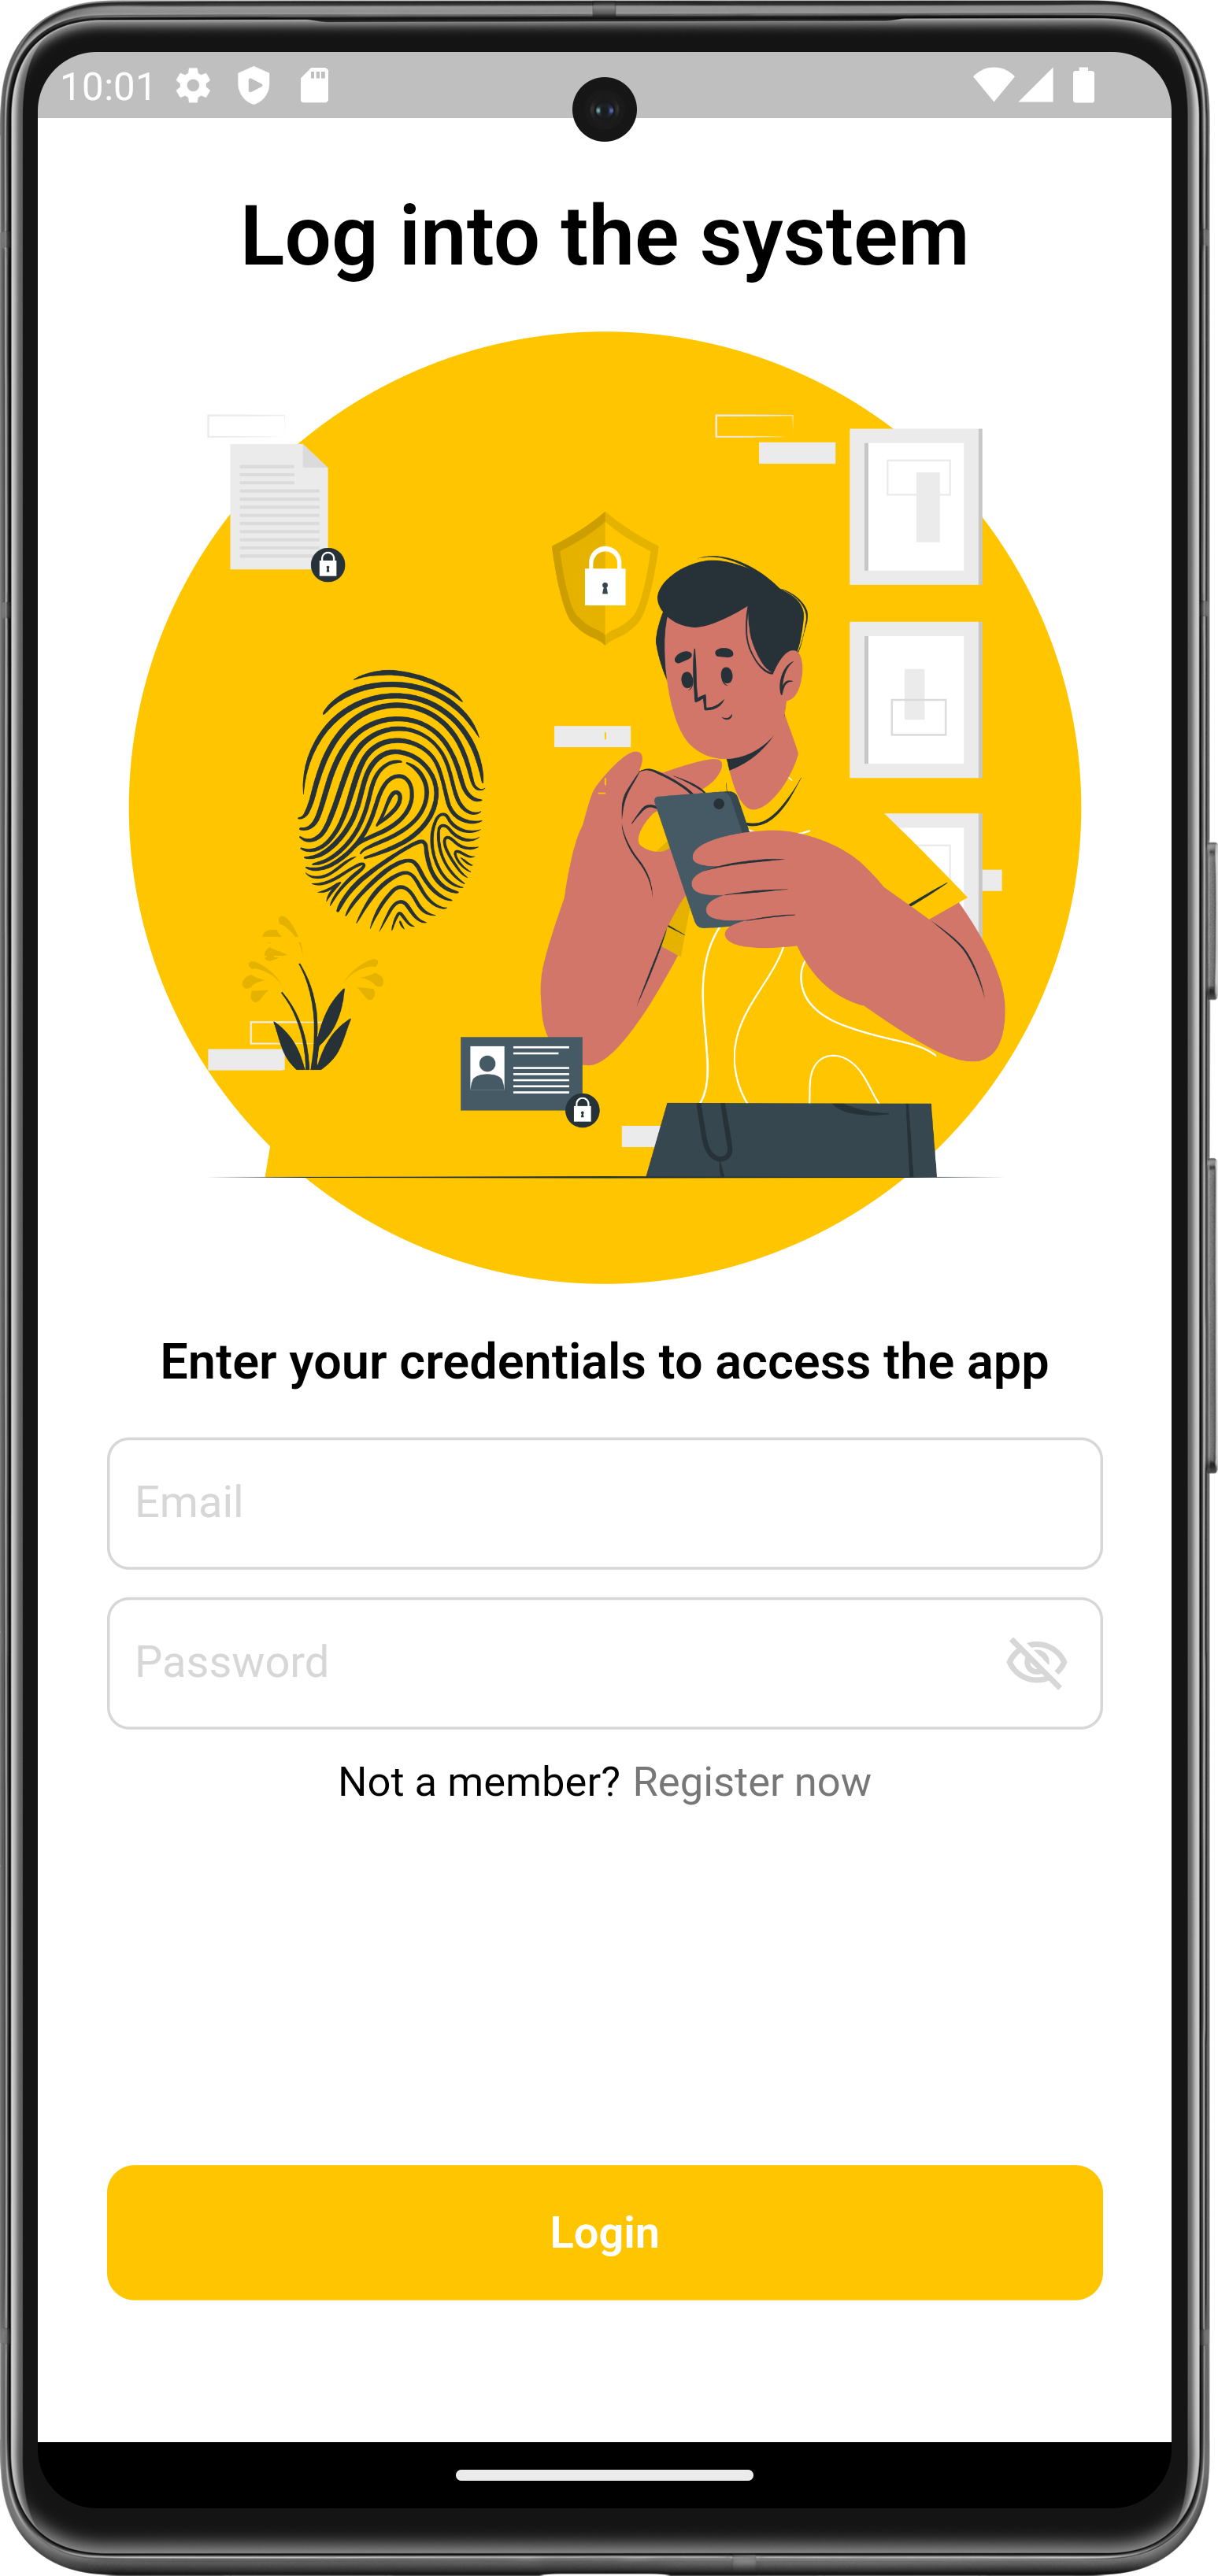 10:01
Log into the system
Enter your credentials to access the app
Email
Password
Not a member? Register now
Login